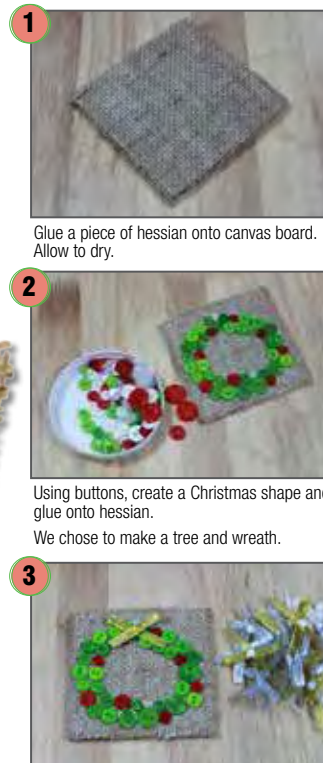 1
Glue a piece of hessian onto canvas board.
Allow to dry.
2
Using buttons, create a Christmas shape and
glue onto hessian.
We chose to make a tree and wreath.
3